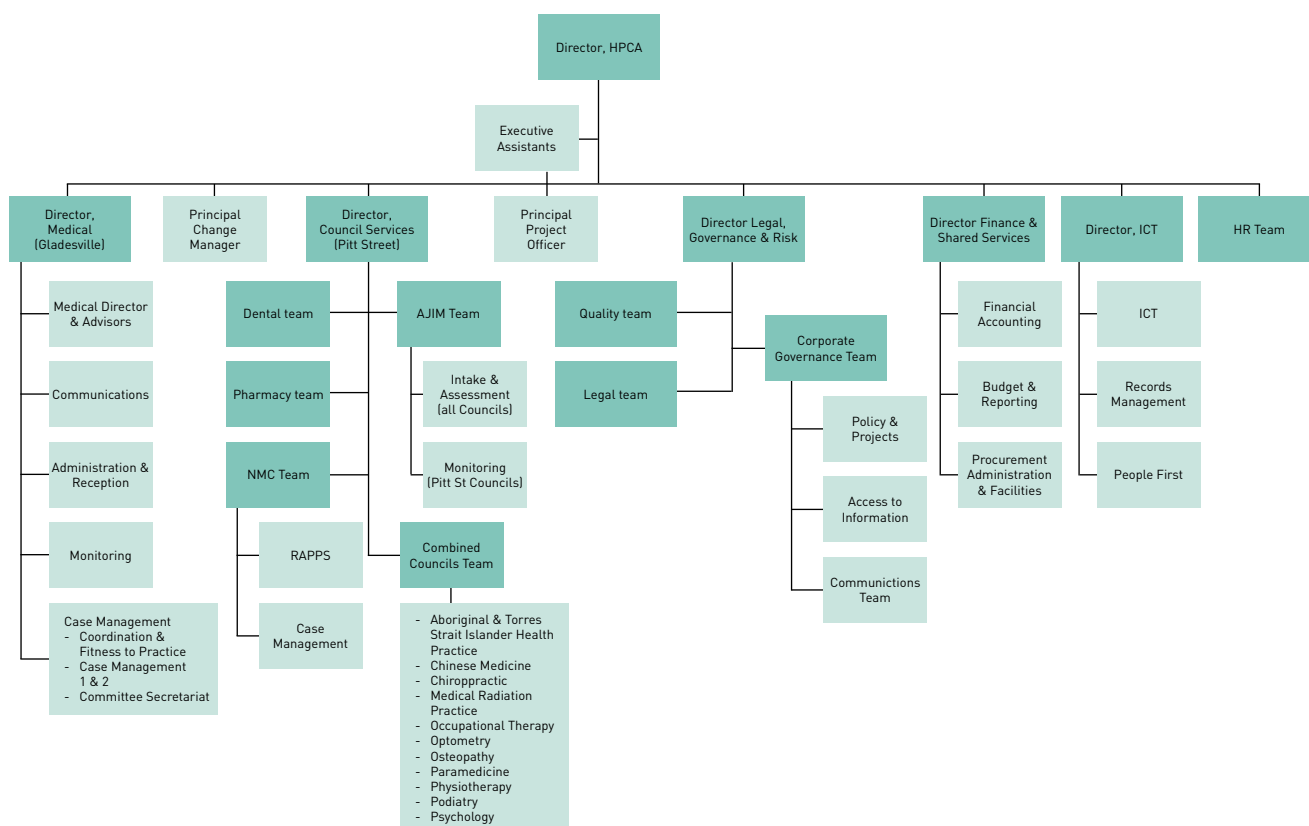 Director, HPCA
Executive
Assistants
Director,
Medical
(Gladesville)
Principal
Change
Manager
Director,
Council Services
(Pitt Street)
Principal
Project
Officer
Director Legal,
Governance & Risk
Director Finance &
Shared Services
Director, ICT
HR Team
Medical Director
& Advisors
Communications
Administration &
Reception
Monitoring
Case Management
- Coordination &
Fitness to Practice
- Case Management
1 & 2
- Committee Secretariat
Dental team
Pharmacy team
NMC Team
RAPPS
Case
Management
AJIM Team
Intake &
Assessment
(all Councils)
Monitoring
(Pitt St Councils)
Combined
Councils Team
- Aboriginal & Torres
Strait Islander Health
Practice
- Chinese Medicine
- Chiroppractic
- Medical Radiation
Practice
- Occupational Therapy
- Optometry
- Osteopathy
- Paramedicine
- Physiotherapy
- Podiatry
- Psychology
Quality team
Legal team
Corporate
Governance Team
Policy &
Projects
Access to
Information
Communictions
Team
Financial
Accounting
Budget &
Reporting
Procurement
Administration
& Facilities
ICT
Records
Management
People First